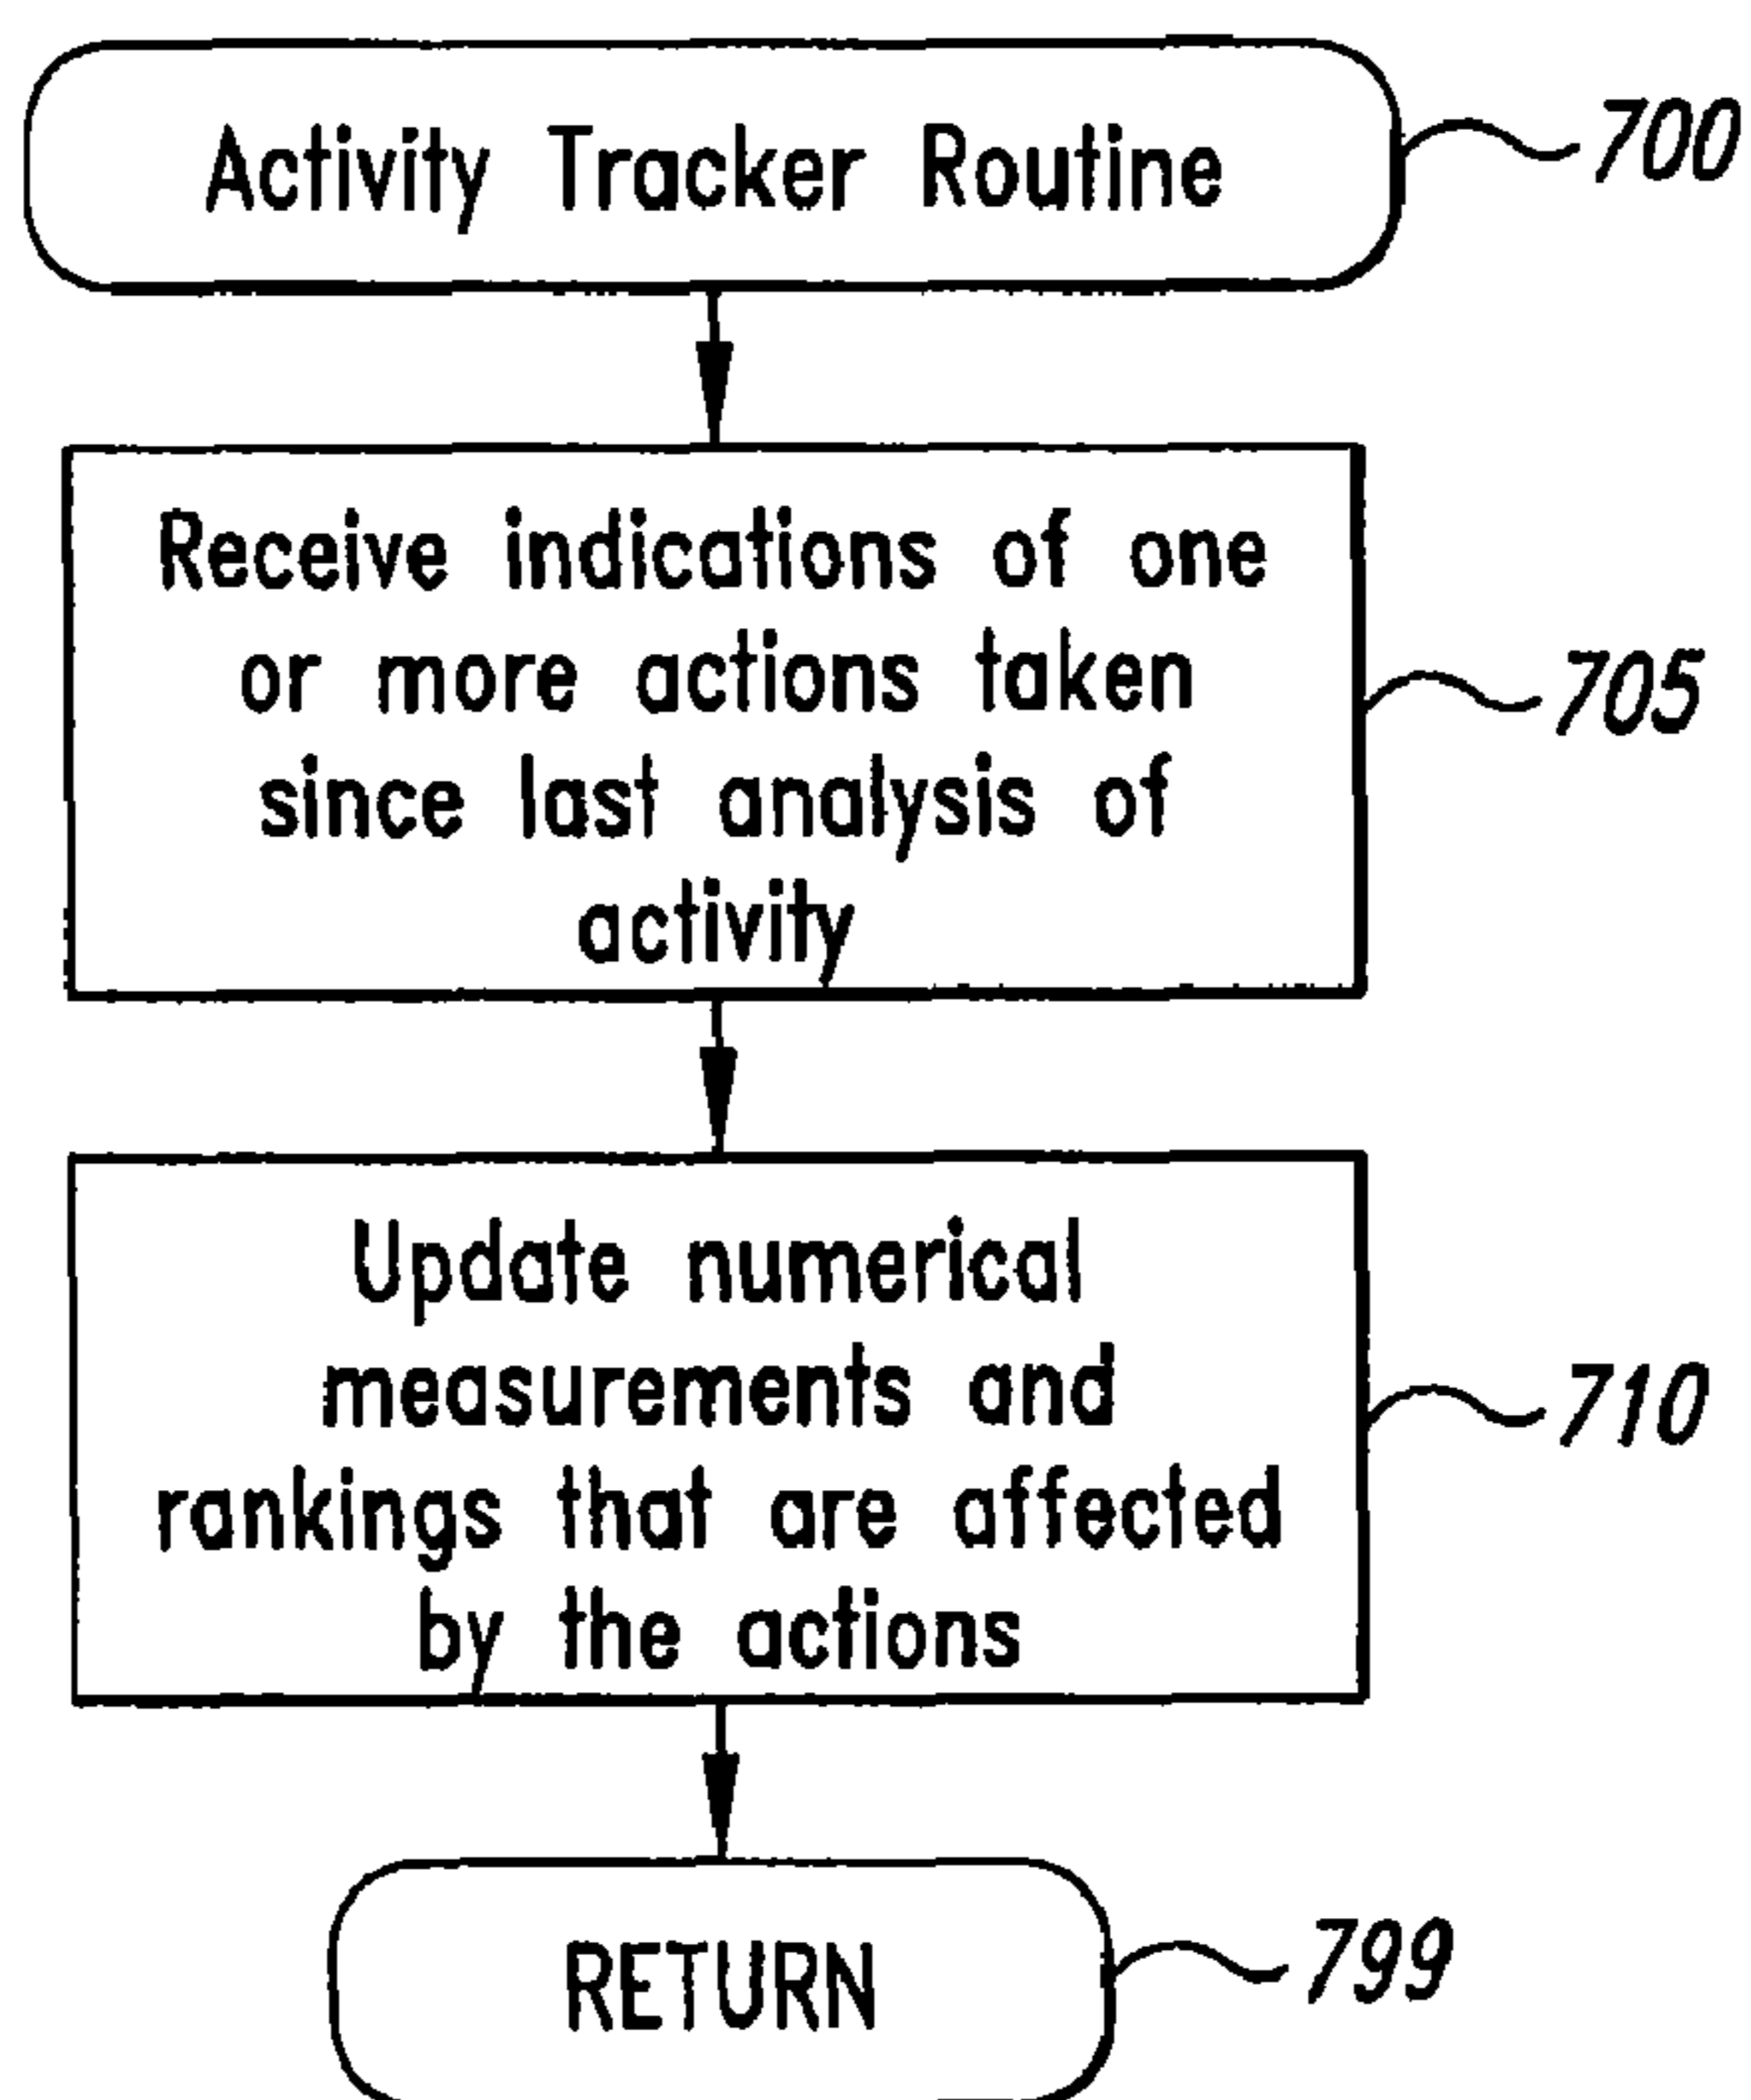 Activity Tracker Routine
700
Receive indications of one
or more actions taken
since last analysis of
activity
705
Update numerical
measurements and
rankings that are affected
by the actions
710
RETURN
799